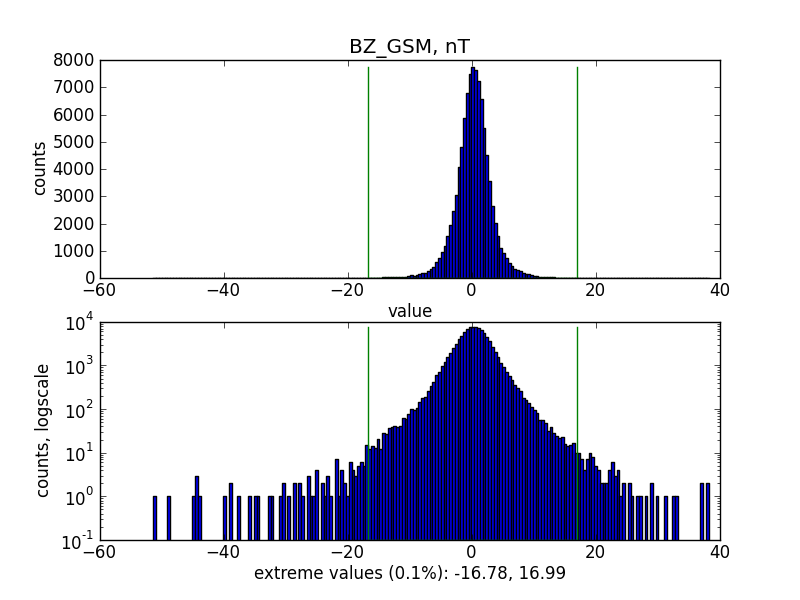 BZ_GSM, nT
8000
7000
6000
5000
4000
3000
2000
1000
0
counts
−60 −40 −20 0 20 40
value
10^4
10^3
10^2
10^1
10^0
10^-1
counts, logscale
−60 −40 −20 0 20 40
extreme values (0.1%): -16.78, 16.99